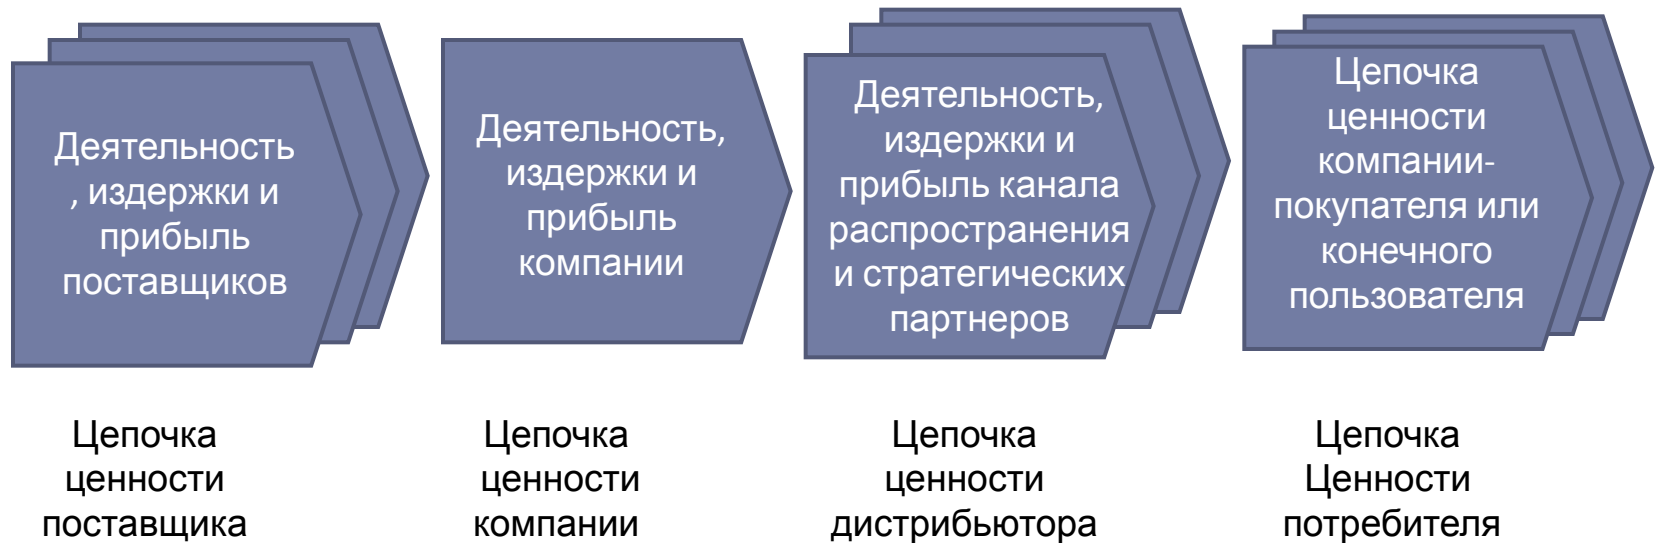 Деятельность
, издержки и
прибыль
поставщиков
Деятельность,
издержки и
прибыль
компании
Деятельность,
издержки и
прибыль канала
распространения
и стратегических
партнеров
Цепочка
ценности
компании-
покупателя или
конечного
пользователя
Цепочка
ценности
поставщика
Цепочка
ценности
компании
Цепочка
ценности
дистрибьютора
Цепочка
Ценности
потребителя